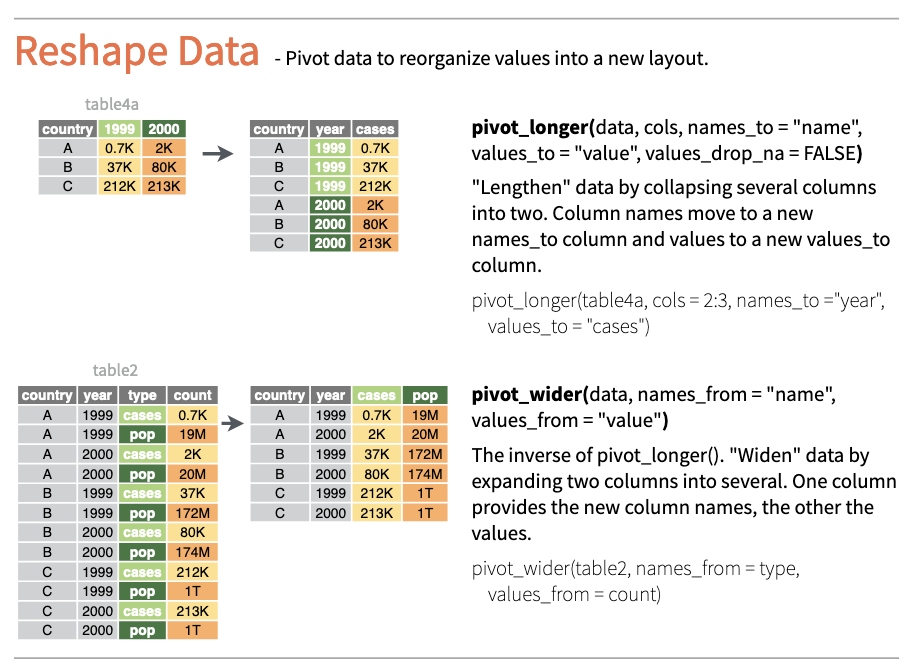 Reshape Data - Pivot data to reorganize values into a new layout.
table4a
country 1999 2000
A 0.7K 2K
B 37K 80K
C 212K 213K
country year cases
A 1999 0.7K
B 1999 37K
C 1999 212K
A 2000 2K
B 2000 80K
C 2000 213K
pivot_longer(data, cols, names_to = "name",
values_to = "value", values_drop_na = FALSE)
"Lengthen" data by collapsing several columns
into two. Column names move to a new
names_to column and values to a new values_to
column.
pivot_longer(table4a, cols = 2:3, names_to ="year",
values_to = "cases")
table2
country year type count
A 1999 cases 0.7K
A 1999 pop 19M
A 2000 cases 2K
A 2000 pop 20M
B 1999 cases 37K
B 1999 pop 172M
B 2000 cases 80K
B 2000 pop 174M
C 1999 cases 212K
C 1999 pop 1T
C 2000 cases 213K
C 2000 pop 1T
country year cases pop
A 1999 0.7K 19M
A 2000 2K 20M
B 1999 37K 172M
B 2000 80K 174M
C 1999 212K 1T
C 2000 213K 1T
pivot_wider(data, names_from = "name",
values_from = "value")
The inverse of pivot_longer(). "Widen" data by
expanding two columns into several. One column
provides the new column names, the other the
values.
pivot_wider(table2, names_from = type,
values_from = count)